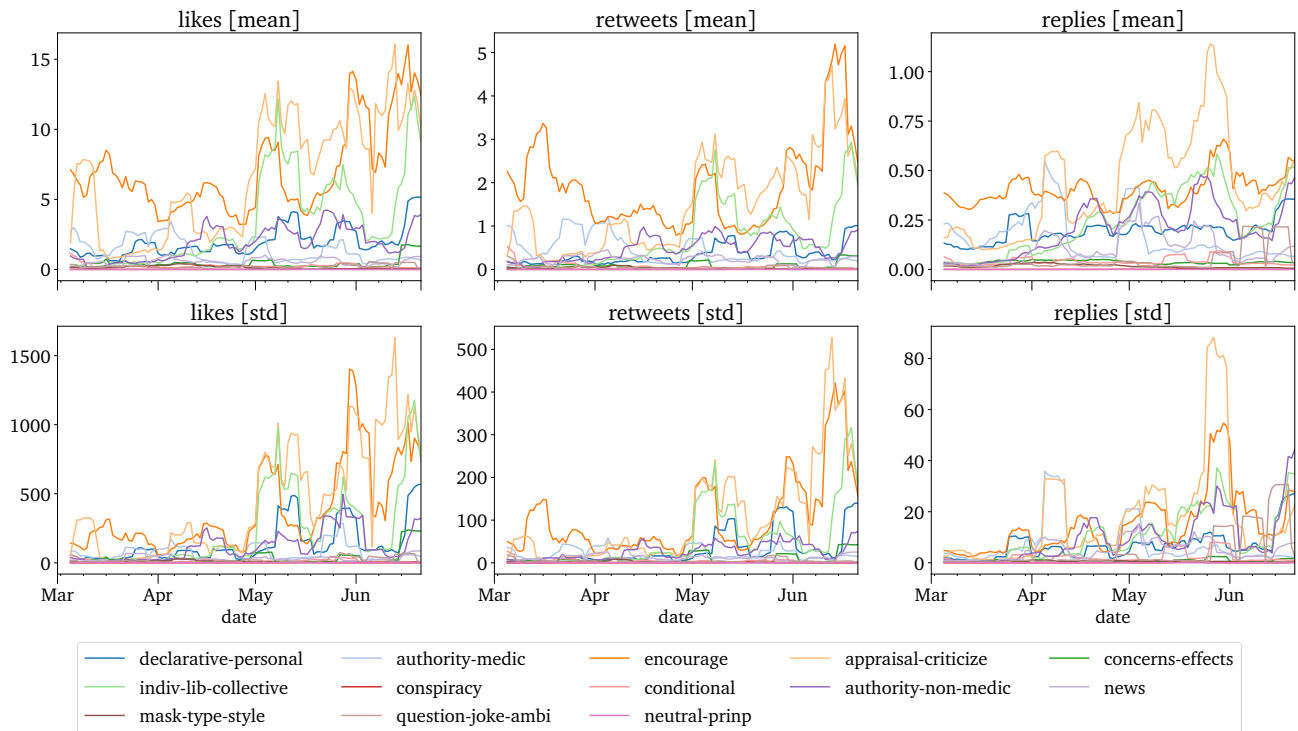 likes [mean]
retweets [mean]
replies [mean]
15
10
5
0
5
4
3
2
1
0
1.00
0.75
0.50
0.25
0.00
likes [std]
retweets [std]
replies [std]
1500
1000
500
0
500
400
300
200
100
0
80
60
40
20
0
Mar Apr May Jun
Mar Apr May Jun
Mar Apr May Jun
date
date
date
declarative-personal authority-medic encourage appraisal-criticize concerns-effects
indiv-lib-collective conspiracy conditional authority-non-medic news
mask-type-style question-joke-ambi neutral-prinp